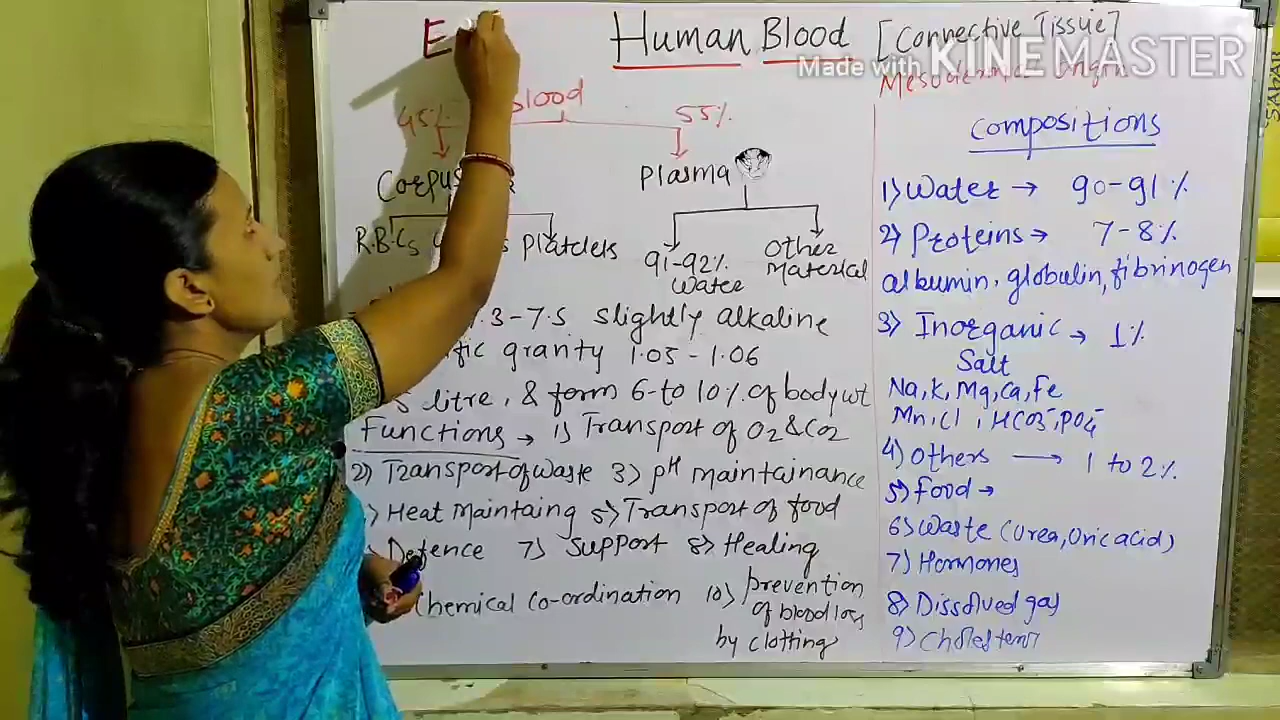 E
Human Blood [Connective Tissue]
Made with KINEMASTER
Mesodermal Origin
Blood
45% 55%
Plasma
R.B.Cs Platelets
91-92% Water
Other Material
7.3-7.5 slightly alkaline
gravity 1.05-1.06
5 litre, & form 6-to 10% of body wt
Functions → 1) Transport of O2 & CO2
2) Transport of waste 3) pH maintainance
) Heat Maintaing 5) Transport of food
Defence 7) Support 8) Healing
Chemical Co-ordination 10) prevention
of blood loss
by clotting
Compositions
1) Water → 90-91%
2) Proteins → 7-8%
albumin, globulin, fibrinogen
3) Inorganic → 1%
Salt
Na, K, Mg, Ca, Fe
Mn, Cl, HCO3-, PO4-
4) Others → 1 to 2%
5) Food →
6) Waste (Urea, Uric acid)
7) Hormones
8) Dissolved gas
9) Cholesterol
SABAR